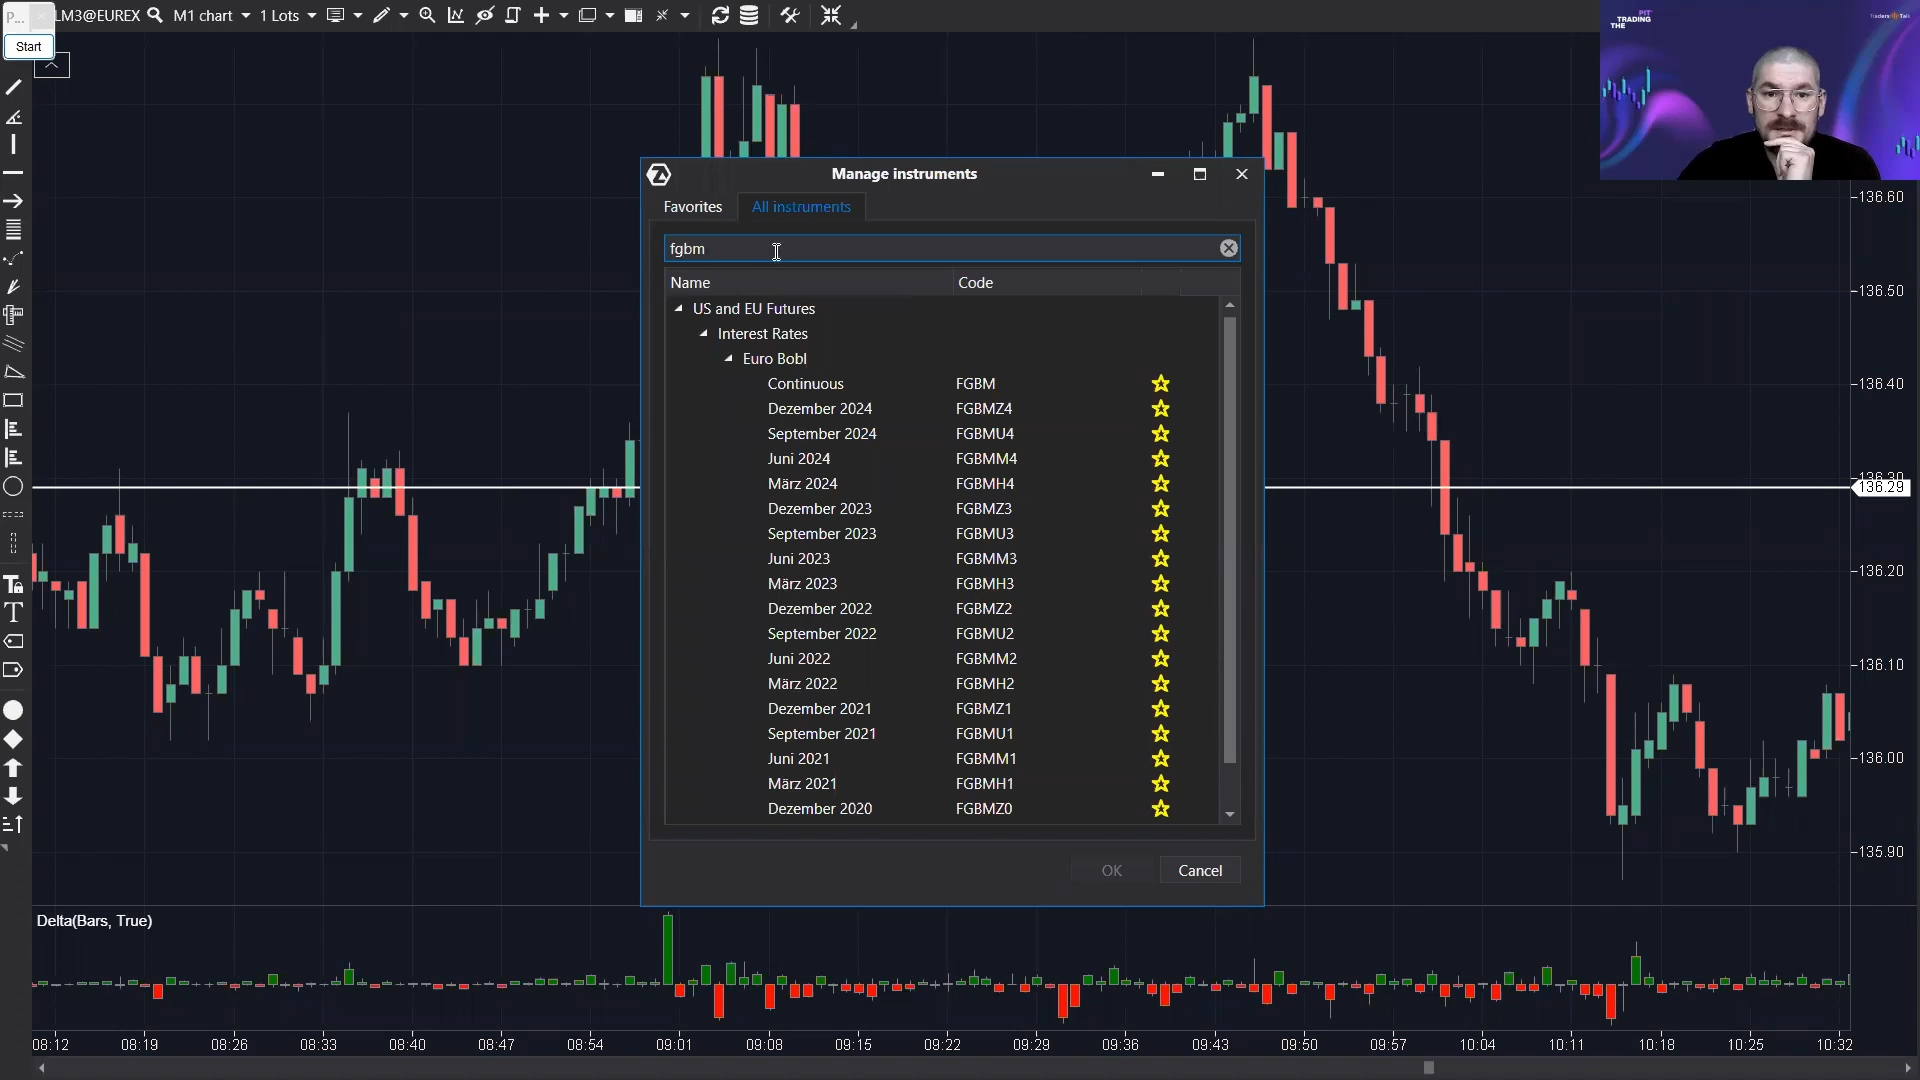 P...
LM3@EUREX M1 chart 1 Lots
Start
THE TRADING PIT
Manage instruments
Favorites All instruments
fgbm
Name Code
US and EU Futures
Interest Rates
Euro Bobl
Continuous FGBM
Dezember 2024 FGBMZ4
September 2024 FGBMU4
Juni 2024 FGBMM4
März 2024 FGBMH4
Dezember 2023 FGBMZ3
September 2023 FGBMU3
Juni 2023 FGBMM3
März 2023 FGBMH3
Dezember 2022 FGBMZ2
September 2022 FGBMU2
Juni 2022 FGBMM2
März 2022 FGBMH2
Dezember 2021 FGBMZ1
September 2021 FGBMU1
Juni 2021 FGBMM1
März 2021 FGBMH1
Dezember 2020 FGBMZ0
OK Cancel
136.60
136.50
136.40
136.30
136.29
136.20
136.10
136.00
135.90
Delta(Bars, True)
08:12 08:19 08:26 08:33 08:40 08:47 08:54 09:01 09:08 09:15 09:22 09:29 09:36 09:43 09:50 09:57 10:04 10:11 10:18 10:25 10:32